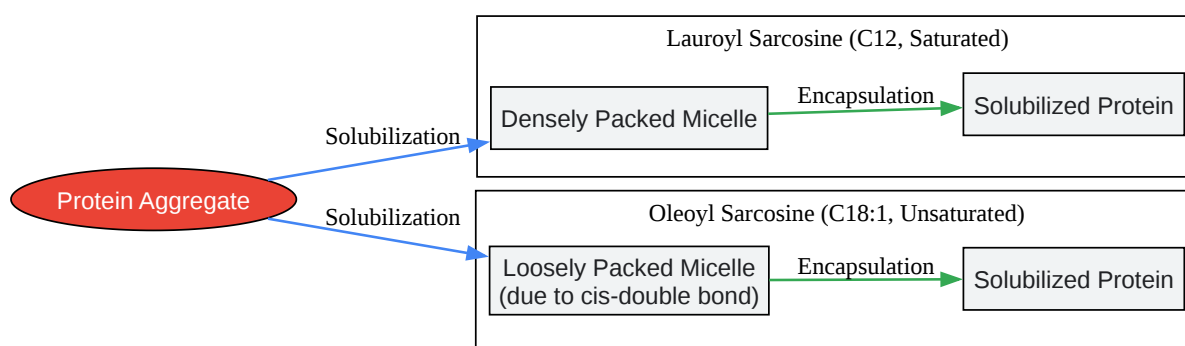 Lauroyl Sarcosine (C12, Saturated)
Densely Packed Micelle
Encapsulation
Solubilized Protein
Solubilization
Protein Aggregate
Solubilization
Oleoyl Sarcosine (C18:1, Unsaturated)
Loosely Packed Micelle
(due to cis-double bond)
Encapsulation
Solubilized Protein